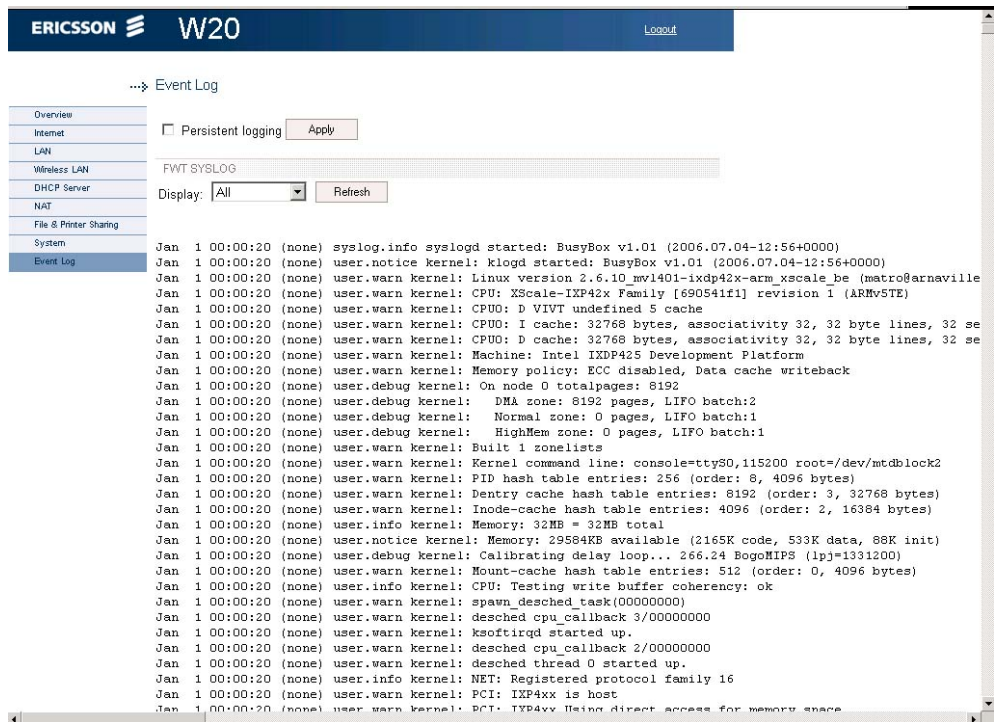 ERICSSON W20 Logout
Event Log
Overview
Internet
LAN
Wireless LAN
DHCP Server
NAT
File & Printer Sharing
System
Event Log
Persistent logging Apply
FWT SYSLOG
Display: All Refresh
Jan 1 00:00:20 (none) syslog.info syslogd started: BusyBox v1.01 (2006.07.04-12:56+0000)
Jan 1 00:00:20 (none) user.notice kernel: klogd started: BusyBox v1.01 (2006.07.04-12:56+0000)
Jan 1 00:00:20 (none) user.warn kernel: Linux version 2.6.10_mvl401-ixdp42x-arm_xscale_be (matro@arnaville
Jan 1 00:00:20 (none) user.warn kernel: CPU: XScale-IXP42x Family [690541f1] revision 1 (ARMv5TE)
Jan 1 00:00:20 (none) user.warn kernel: CPU0: D VIVT undefined 5 cache
Jan 1 00:00:20 (none) user.warn kernel: CPU0: I cache: 32768 bytes, associativity 32, 32 byte lines, 32 se
Jan 1 00:00:20 (none) user.warn kernel: CPU0: D cache: 32768 bytes, associativity 32, 32 byte lines, 32 se
Jan 1 00:00:20 (none) user.warn kernel: Machine: Intel IXDP425 Development Platform
Jan 1 00:00:20 (none) user.warn kernel: Memory policy: ECC disabled, Data cache writeback
Jan 1 00:00:20 (none) user.debug kernel: On node 0 totalpages: 8192
Jan 1 00:00:20 (none) user.debug kernel: DMA zone: 8192 pages, LIFO batch:2
Jan 1 00:00:20 (none) user.debug kernel: Normal zone: 0 pages, LIFO batch:1
Jan 1 00:00:20 (none) user.debug kernel: HighMem zone: 0 pages, LIFO batch:1
Jan 1 00:00:20 (none) user.warn kernel: Built 1 zonelists
Jan 1 00:00:20 (none) user.warn kernel: Kernel command line: console=ttyS0,115200 root=/dev/mtdblock2
Jan 1 00:00:20 (none) user.warn kernel: PID hash table entries: 256 (order: 8, 4096 bytes)
Jan 1 00:00:20 (none) user.warn kernel: Dentry cache hash table entries: 8192 (order: 3, 32768 bytes)
Jan 1 00:00:20 (none) user.warn kernel: Inode-cache hash table entries: 4096 (order: 2, 16384 bytes)
Jan 1 00:00:20 (none) user.info kernel: Memory: 32MB = 32MB total
Jan 1 00:00:20 (none) user.notice kernel: Memory: 29584KB available (2165K code, 533K data, 88K init)
Jan 1 00:00:20 (none) user.debug kernel: Calibrating delay loop... 266.24 BogoMIPS (lpj=1331200)
Jan 1 00:00:20 (none) user.warn kernel: Mount-cache hash table entries: 512 (order: 0, 4096 bytes)
Jan 1 00:00:20 (none) user.info kernel: CPU: Testing write buffer coherency: ok
Jan 1 00:00:20 (none) user.warn kernel: spawn_desched_task(00000000)
Jan 1 00:00:20 (none) user.warn kernel: desched cpu_callback 3/00000000
Jan 1 00:00:20 (none) user.warn kernel: ksoftirqd started up.
Jan 1 00:00:20 (none) user.warn kernel: desched cpu_callback 2/00000000
Jan 1 00:00:20 (none) user.warn kernel: desched thread 0 started up.
Jan 1 00:00:20 (none) user.info kernel: NET: Registered protocol family 16
Jan 1 00:00:20 (none) user.warn kernel: PCI: IXP4xx is host
Jan 1 00:00:20 (none) user.warn kernel: PCI: IXP4xx Using direct access for memory space